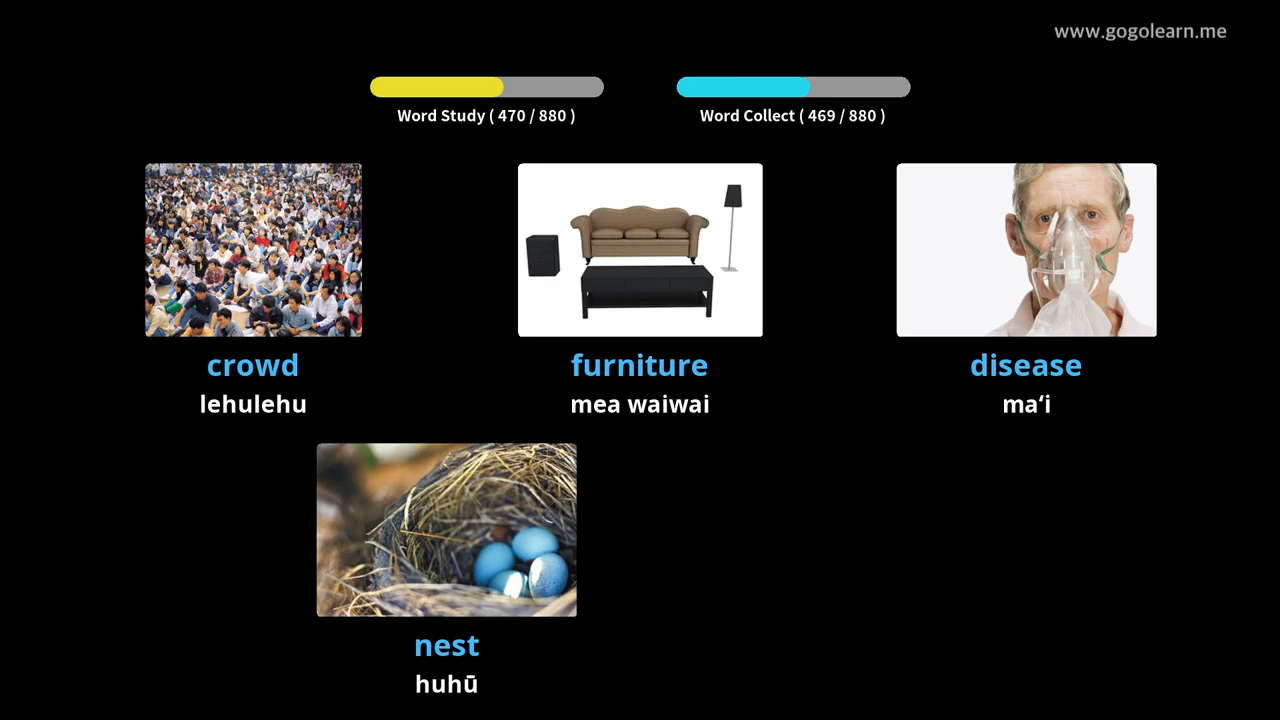 www.gogolearn.me
Word Study ( 470 / 880 )
Word Collect ( 469 / 880 )
crowd
lehulehu
furniture
mea waiwai
disease
maʻi
nest
huhū